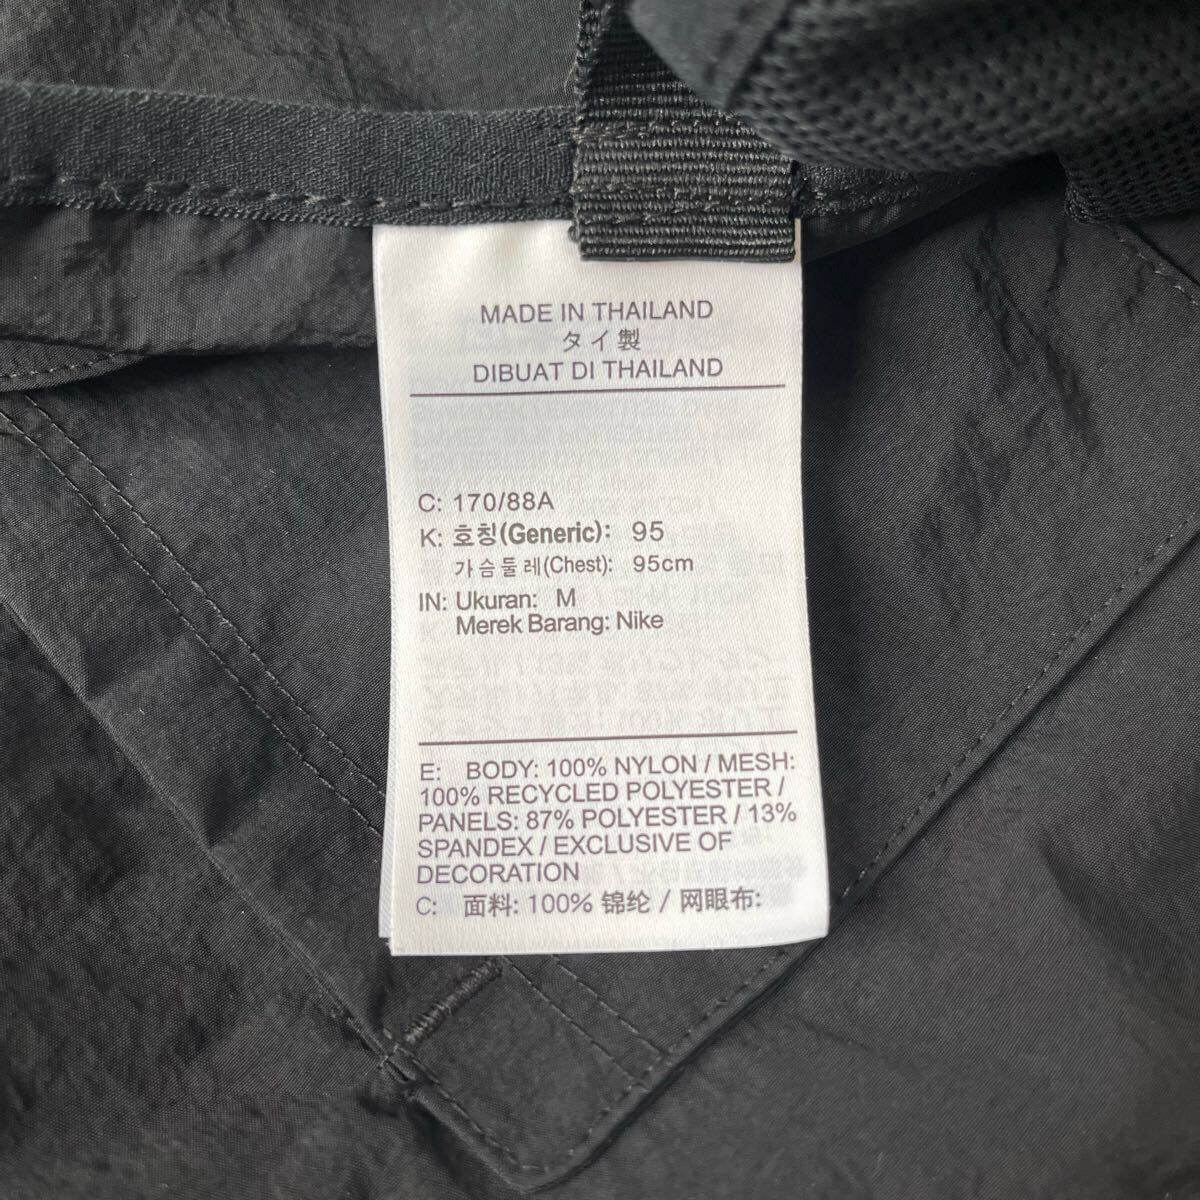 MADE IN THAILAND
タイ製
DIBUAT DI THAILAND
C: 170/88A
K: 호칭(Generic): 95
가슴둘레(Chest): 95cm
IN: Ukuran: M
Merek Barang: Nike
E: BODY: 100% NYLON / MESH:
100% RECYCLED POLYESTER /
PANELS: 87% POLYESTER / 13%
SPANDEX / EXCLUSIVE OF
DECORATION
C: 面料: 100% 锦纶 / 网眼布: